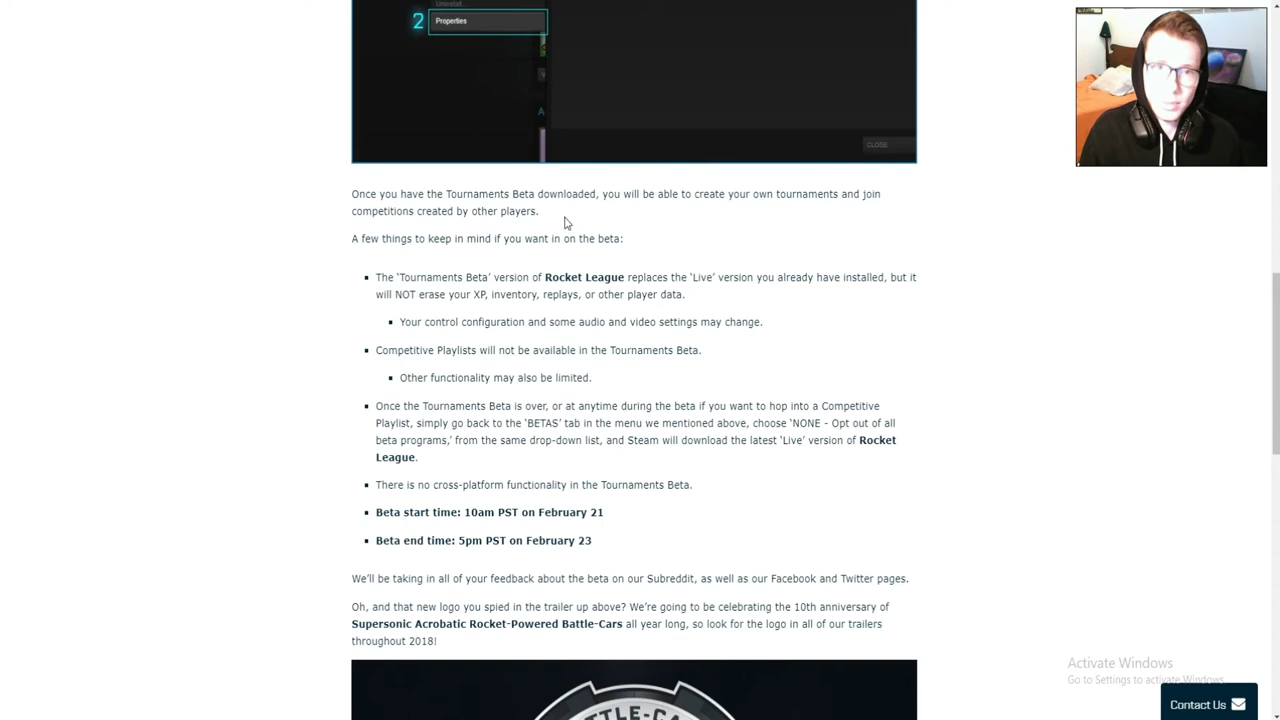 Uninstall...
2 Properties
CLOSE
Once you have the Tournaments Beta downloaded, you will be able to create your own tournaments and join
competitions created by other players.
A few things to keep in mind if you want in on the beta:
The ‘Tournaments Beta’ version of Rocket League replaces the ‘Live’ version you already have installed, but it
will NOT erase your XP, inventory, replays, or other player data.
Your control configuration and some audio and video settings may change.
Competitive Playlists will not be available in the Tournaments Beta.
Other functionality may also be limited.
Once the Tournaments Beta is over, or at anytime during the beta if you want to hop into a Competitive
Playlist, simply go back to the ‘BETAS’ tab in the menu we mentioned above, choose ‘NONE - Opt out of all
beta programs,’ from the same drop-down list, and Steam will download the latest ‘Live’ version of Rocket
League.
There is no cross-platform functionality in the Tournaments Beta.
Beta start time: 10am PST on February 21
Beta end time: 5pm PST on February 23
We’ll be taking in all of your feedback about the beta on our Subreddit, as well as our Facebook and Twitter pages.
Oh, and that new logo you spied in the trailer up above? We’re going to be celebrating the 10th anniversary of
Supersonic Acrobatic Rocket-Powered Battle-Cars all year long, so look for the logo in all of our trailers
throughout 2018!
Activate Windows
Go to Settings to activate Windows.
Contact Us